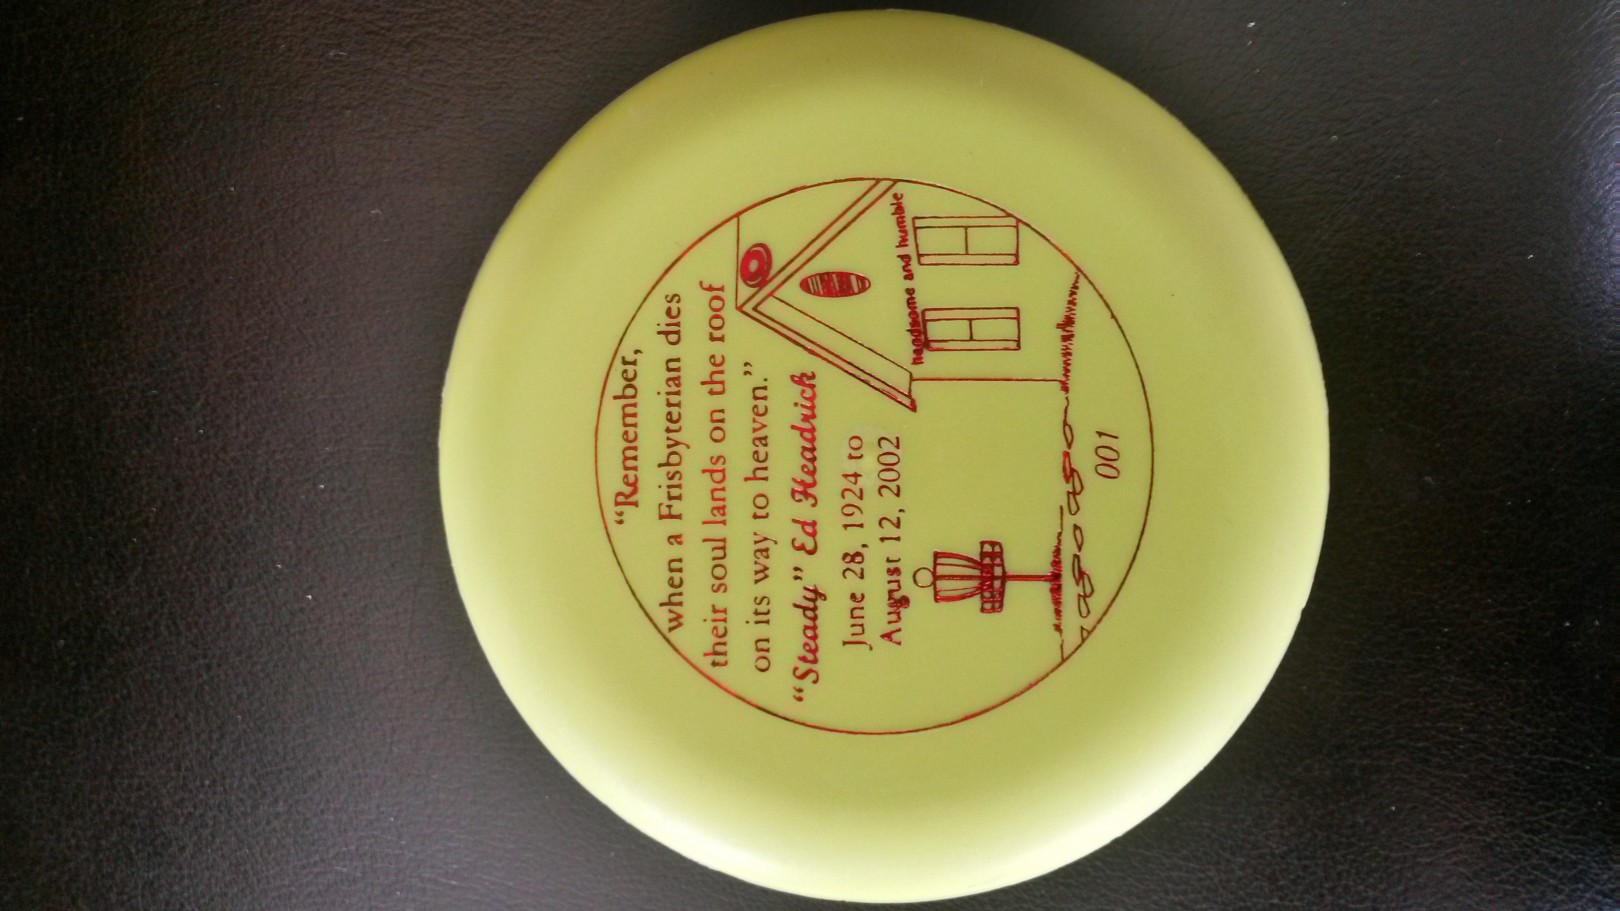 “Remember,
when a Frisbyterian dies
their soul lands on the roof
on its way to heaven.”
“Steady” Ed Headrick
June 28, 1924 to
August 12, 2002
handsome and humble
001